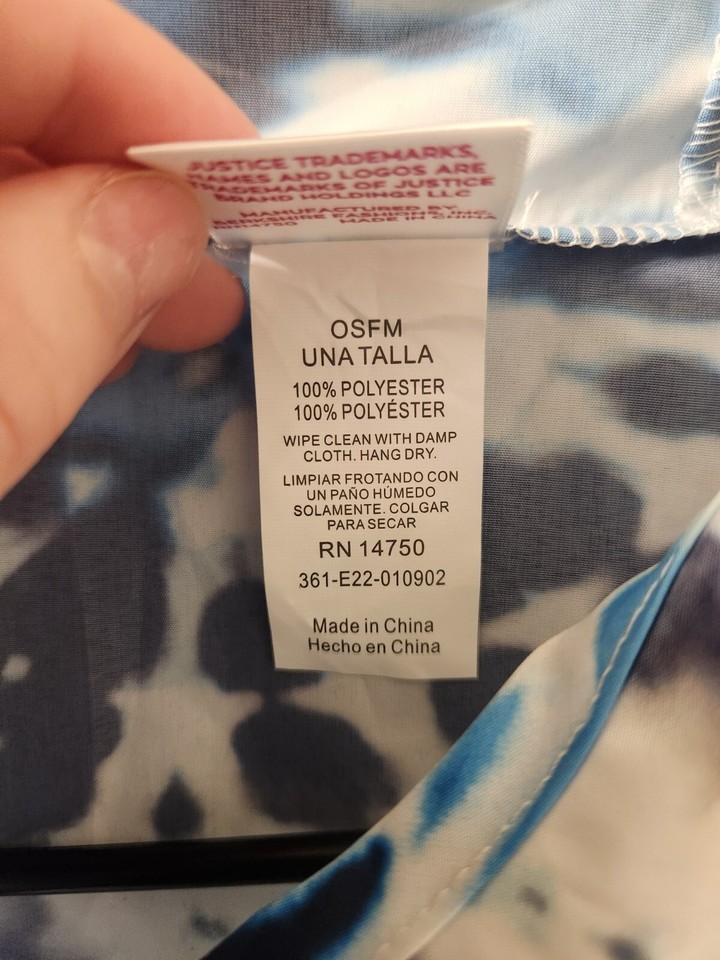 JUSTICE TRADEMARKS,
NAMES AND LOGOS ARE
TRADEMARKS OF JUSTICE
BRAND HOLDINGS LLC
MANUFACTURED BY
FASHIONS, INC.
MADE IN CHINA
OSFM
UNA TALLA
100% POLYESTER
100% POLYÉSTER
WIPE CLEAN WITH DAMP
CLOTH. HANG DRY.
LIMPIAR FROTANDO CON
UN PAÑO HÚMEDO
SOLAMENTE. COLGAR
PARA SECAR
RN 14750
361-E22-010902
Made in China
Hecho en China